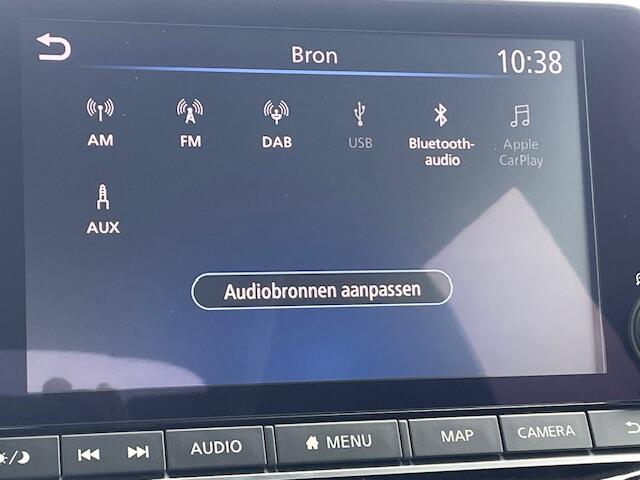 Bron
10:38
AM
FM
DAB
USB
Bluetooth-
audio
Apple
CarPlay
AUX
Audiobronnen aanpassen
AUDIO
MENU
MAP
CAMERA